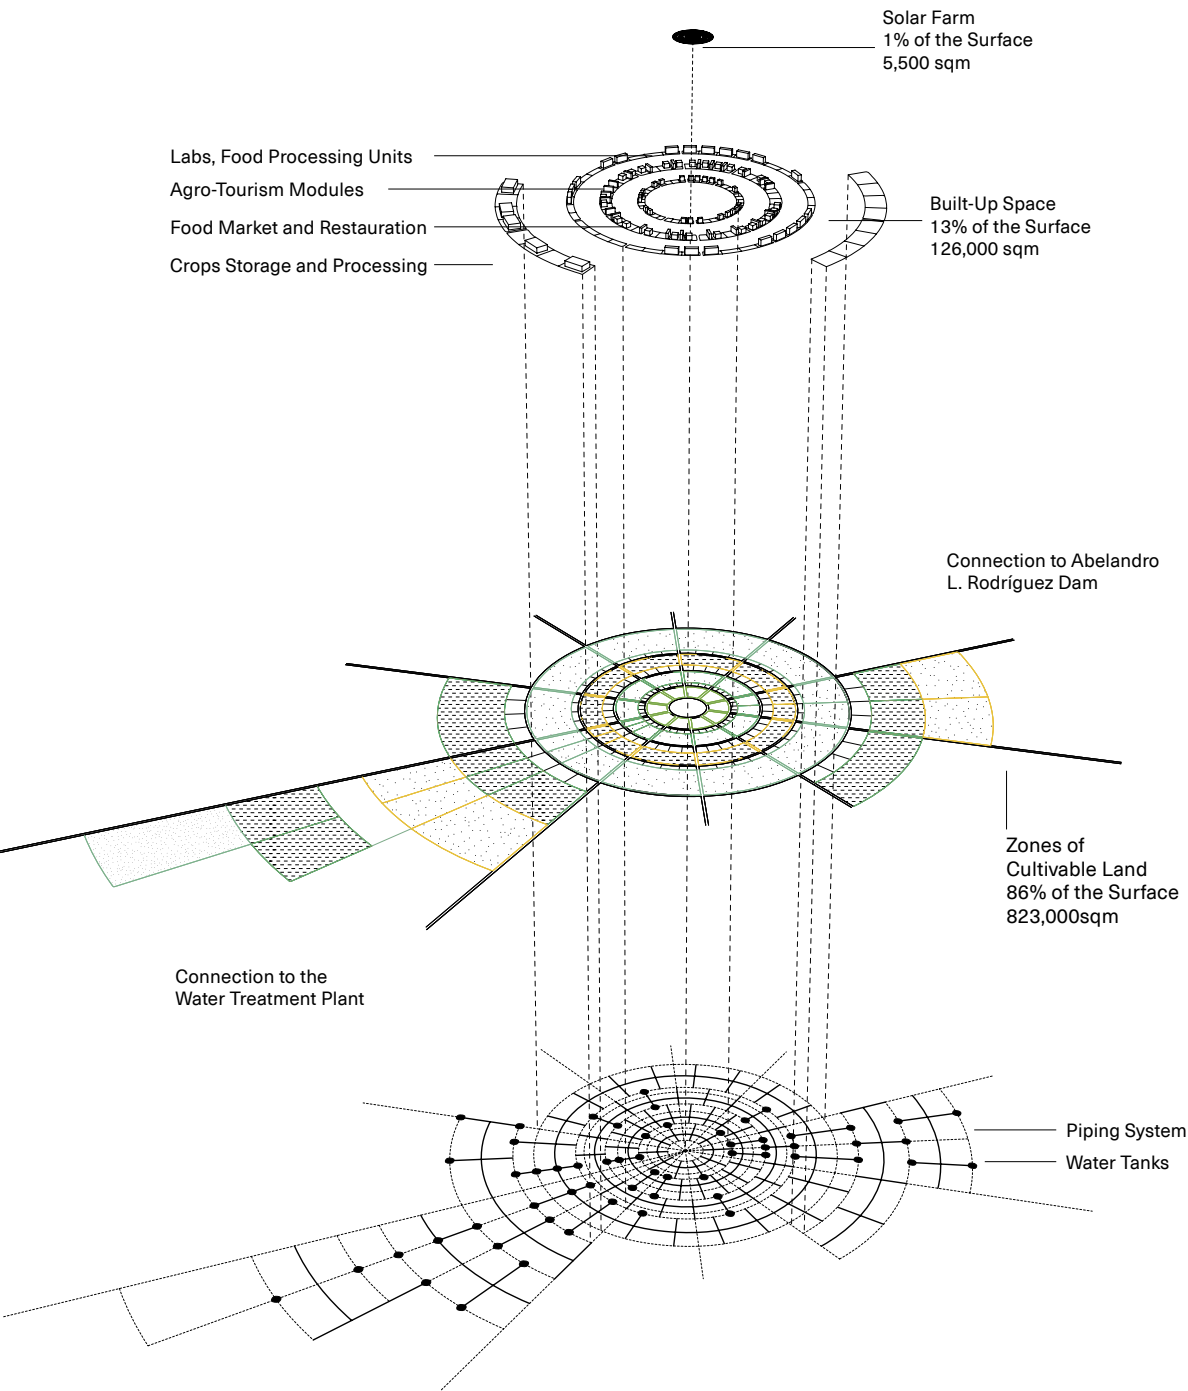 Solar Farm
1% of the Surface
5,500 sqm
Labs, Food Processing Units
Agro-Tourism Modules
Food Market and Restauration
Crops Storage and Processing
Built-Up Space
13% of the Surface
126,000 sqm
Connection to Abelandro
L. Rodríguez Dam
Zones of
Cultivable Land
86% of the Surface
823,000sqm
Connection to the
Water Treatment Plant
Piping System
Water Tanks